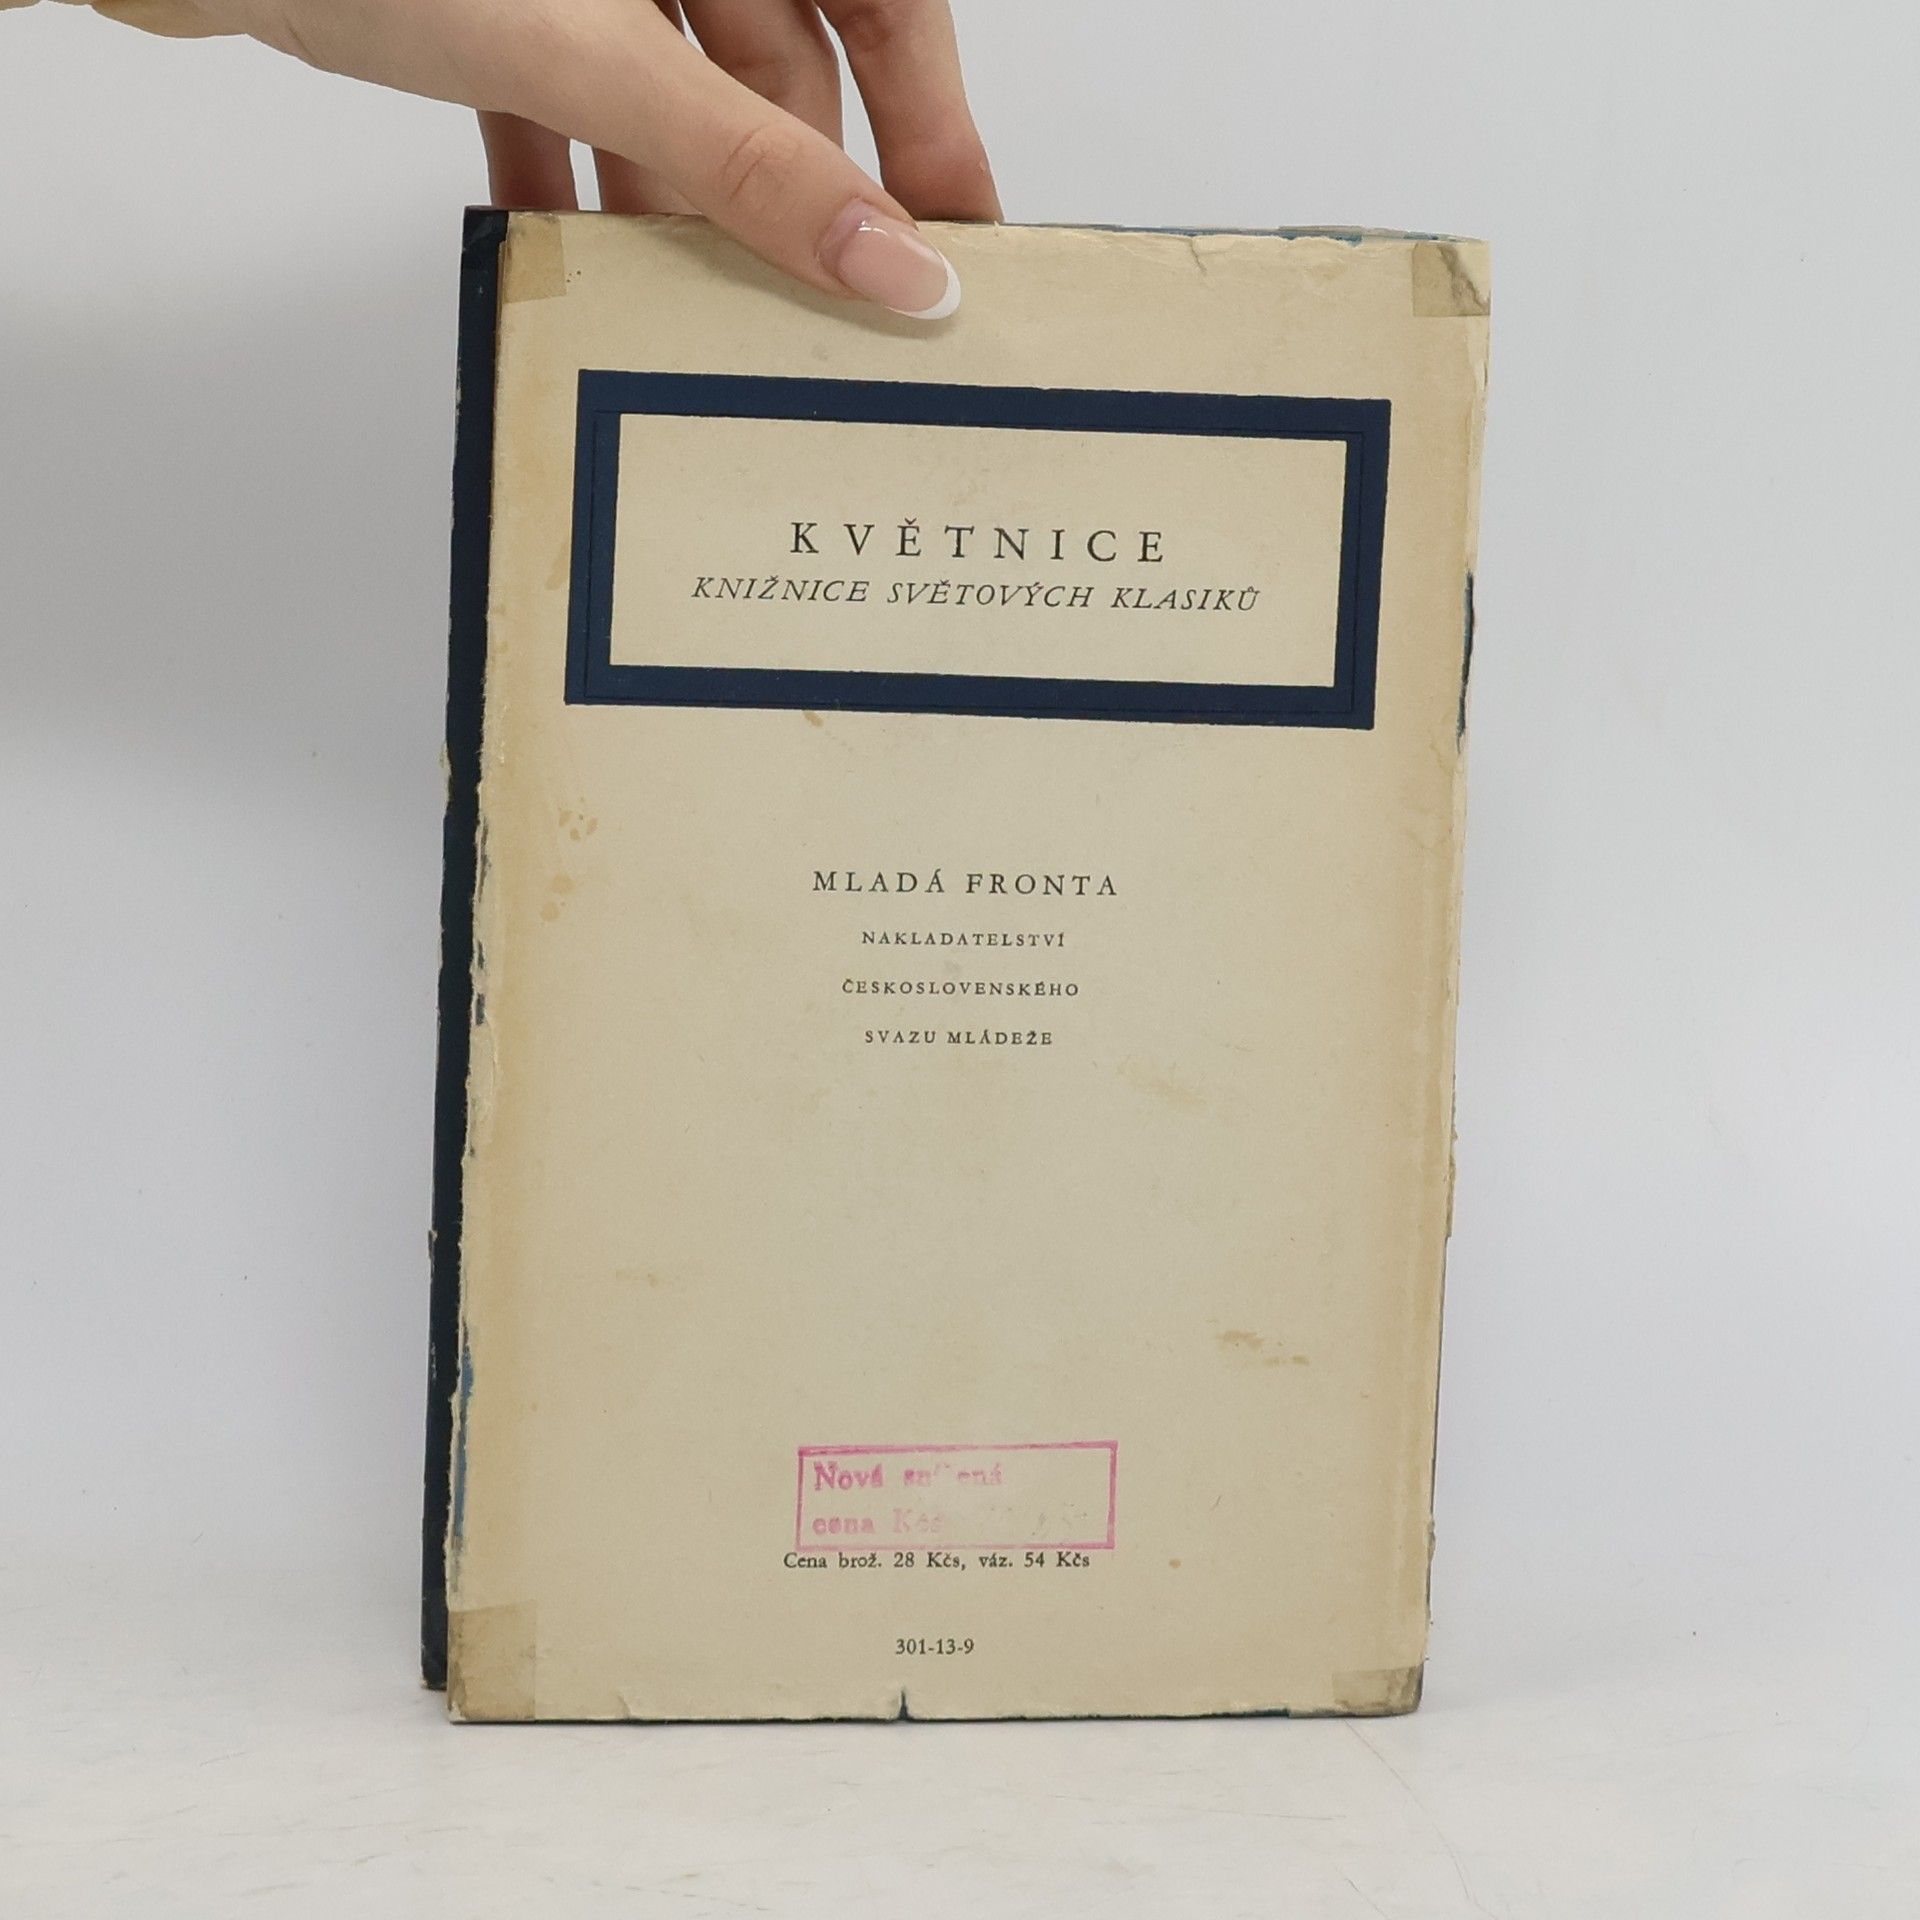 KVĚTNICE
KNIŽNICE SVĚTOVÝCH KLASIKŮ
MLADÁ FRONTA
NAKLADATELSTVÍ
ČESKOSLOVENSKÉHO
SVAZU MLÁDEŽE
Nová
cena Kčs
Cena brož. 28 Kčs, váz. 54 Kčs
301-13-9